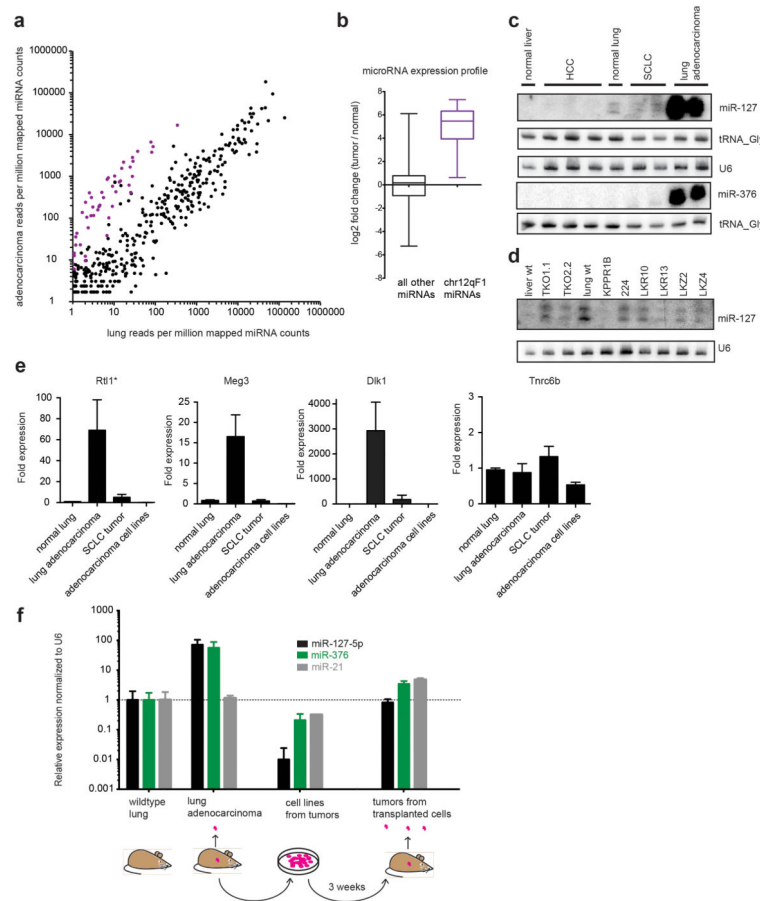 a
adenocarcinoma reads per million mapped miRNA counts
1000000
100000
10000
1000
100
10
1
1 10 100 1000 10000 100000 1000000
lung reads per million mapped miRNA counts
b
microRNA expression profile
log2 fold change (tumor / normal)
8
6
4
2
0
-2
-4
-6
-8
all other miRNAs
chr12qF1 miRNAs
c
normal liver
HCC
normal lung
SCLC
lung adenocarcinoma
miR-127
tRNA_Gly
U6
miR-376
tRNA_Gly
d
liver wt
TKO1.1
TKO2.2
lung wt
KPPR1B
224
LKR10
LKR13
LKZ2
LKZ4
miR-127
U6
e
Rtl1*
Fold expression
100
80
60
40
20
0
normal lung
lung adenocarcinoma
SCLC tumor
adenocarcinoma cell lines
Meg3
Fold expression
25
20
15
10
5
0
normal lung
lung adenocarcinoma
SCLC tumor
adenocarcinoma cell lines
Dlk1
Fold expression
5000
4000
3000
2000
1000
0
normal lung
lung adenocarcinoma
SCLC tumor
adenocarcinoma cell lines
Tnrc6b
Fold expression
4
3
2
1
0
normal lung
lung adenocarcinoma
SCLC tumor
adenocarcinoma cell lines
f
Relative expression normalized to U6
1000
100
10
1
0.1
0.01
0.001
miR-127-5p
miR-376
miR-21
wildtype lung
lung adenocarcinoma
cell lines from tumors
tumors from transplanted cells
3 weeks